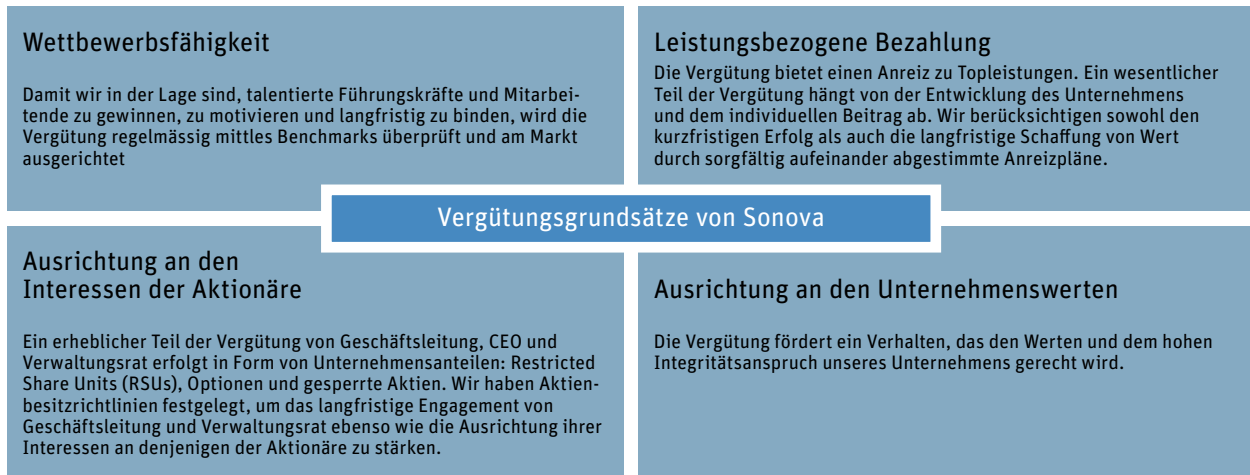 Wettbewerbsfähigkeit
Damit wir in der Lage sind, talentierte Führungskräfte und Mitarbei-
tende zu gewinnen, zu motivieren und langfristig zu binden, wird die
Vergütung regelmässig mittles Benchmarks überprüft und am Markt
ausgerichtet
Leistungsbezogene Bezahlung
Die Vergütung bietet einen Anreiz zu Topleistungen. Ein wesentlicher
Teil der Vergütung hängt von der Entwicklung des Unternehmens
und dem individuellen Beitrag ab. Wir berücksichtigen sowohl den
kurzfristigen Erfolg als auch die langfristige Schaffung von Wert
durch sorgfältig aufeinander abgestimmte Anreizpläne.
Vergütungsgrundsätze von Sonova
Ausrichtung an den
Interessen der Aktionäre
Ein erheblicher Teil der Vergütung von Geschäftsleitung, CEO und
Verwaltungsrat erfolgt in Form von Unternehmensanteilen: Restricted
Share Units (RSUs), Optionen und gesperrte Aktien. Wir haben Aktien-
besitzrichtlinien festgelegt, um das langfristige Engagement von
Geschäftsleitung und Verwaltungsrat ebenso wie die Ausrichtung ihrer
Interessen an denjenigen der Aktionäre zu stärken.
Ausrichtung an den Unternehmenswerten
Die Vergütung fördert ein Verhalten, das den Werten und dem hohen
Integritätsanspruch unseres Unternehmens gerecht wird.